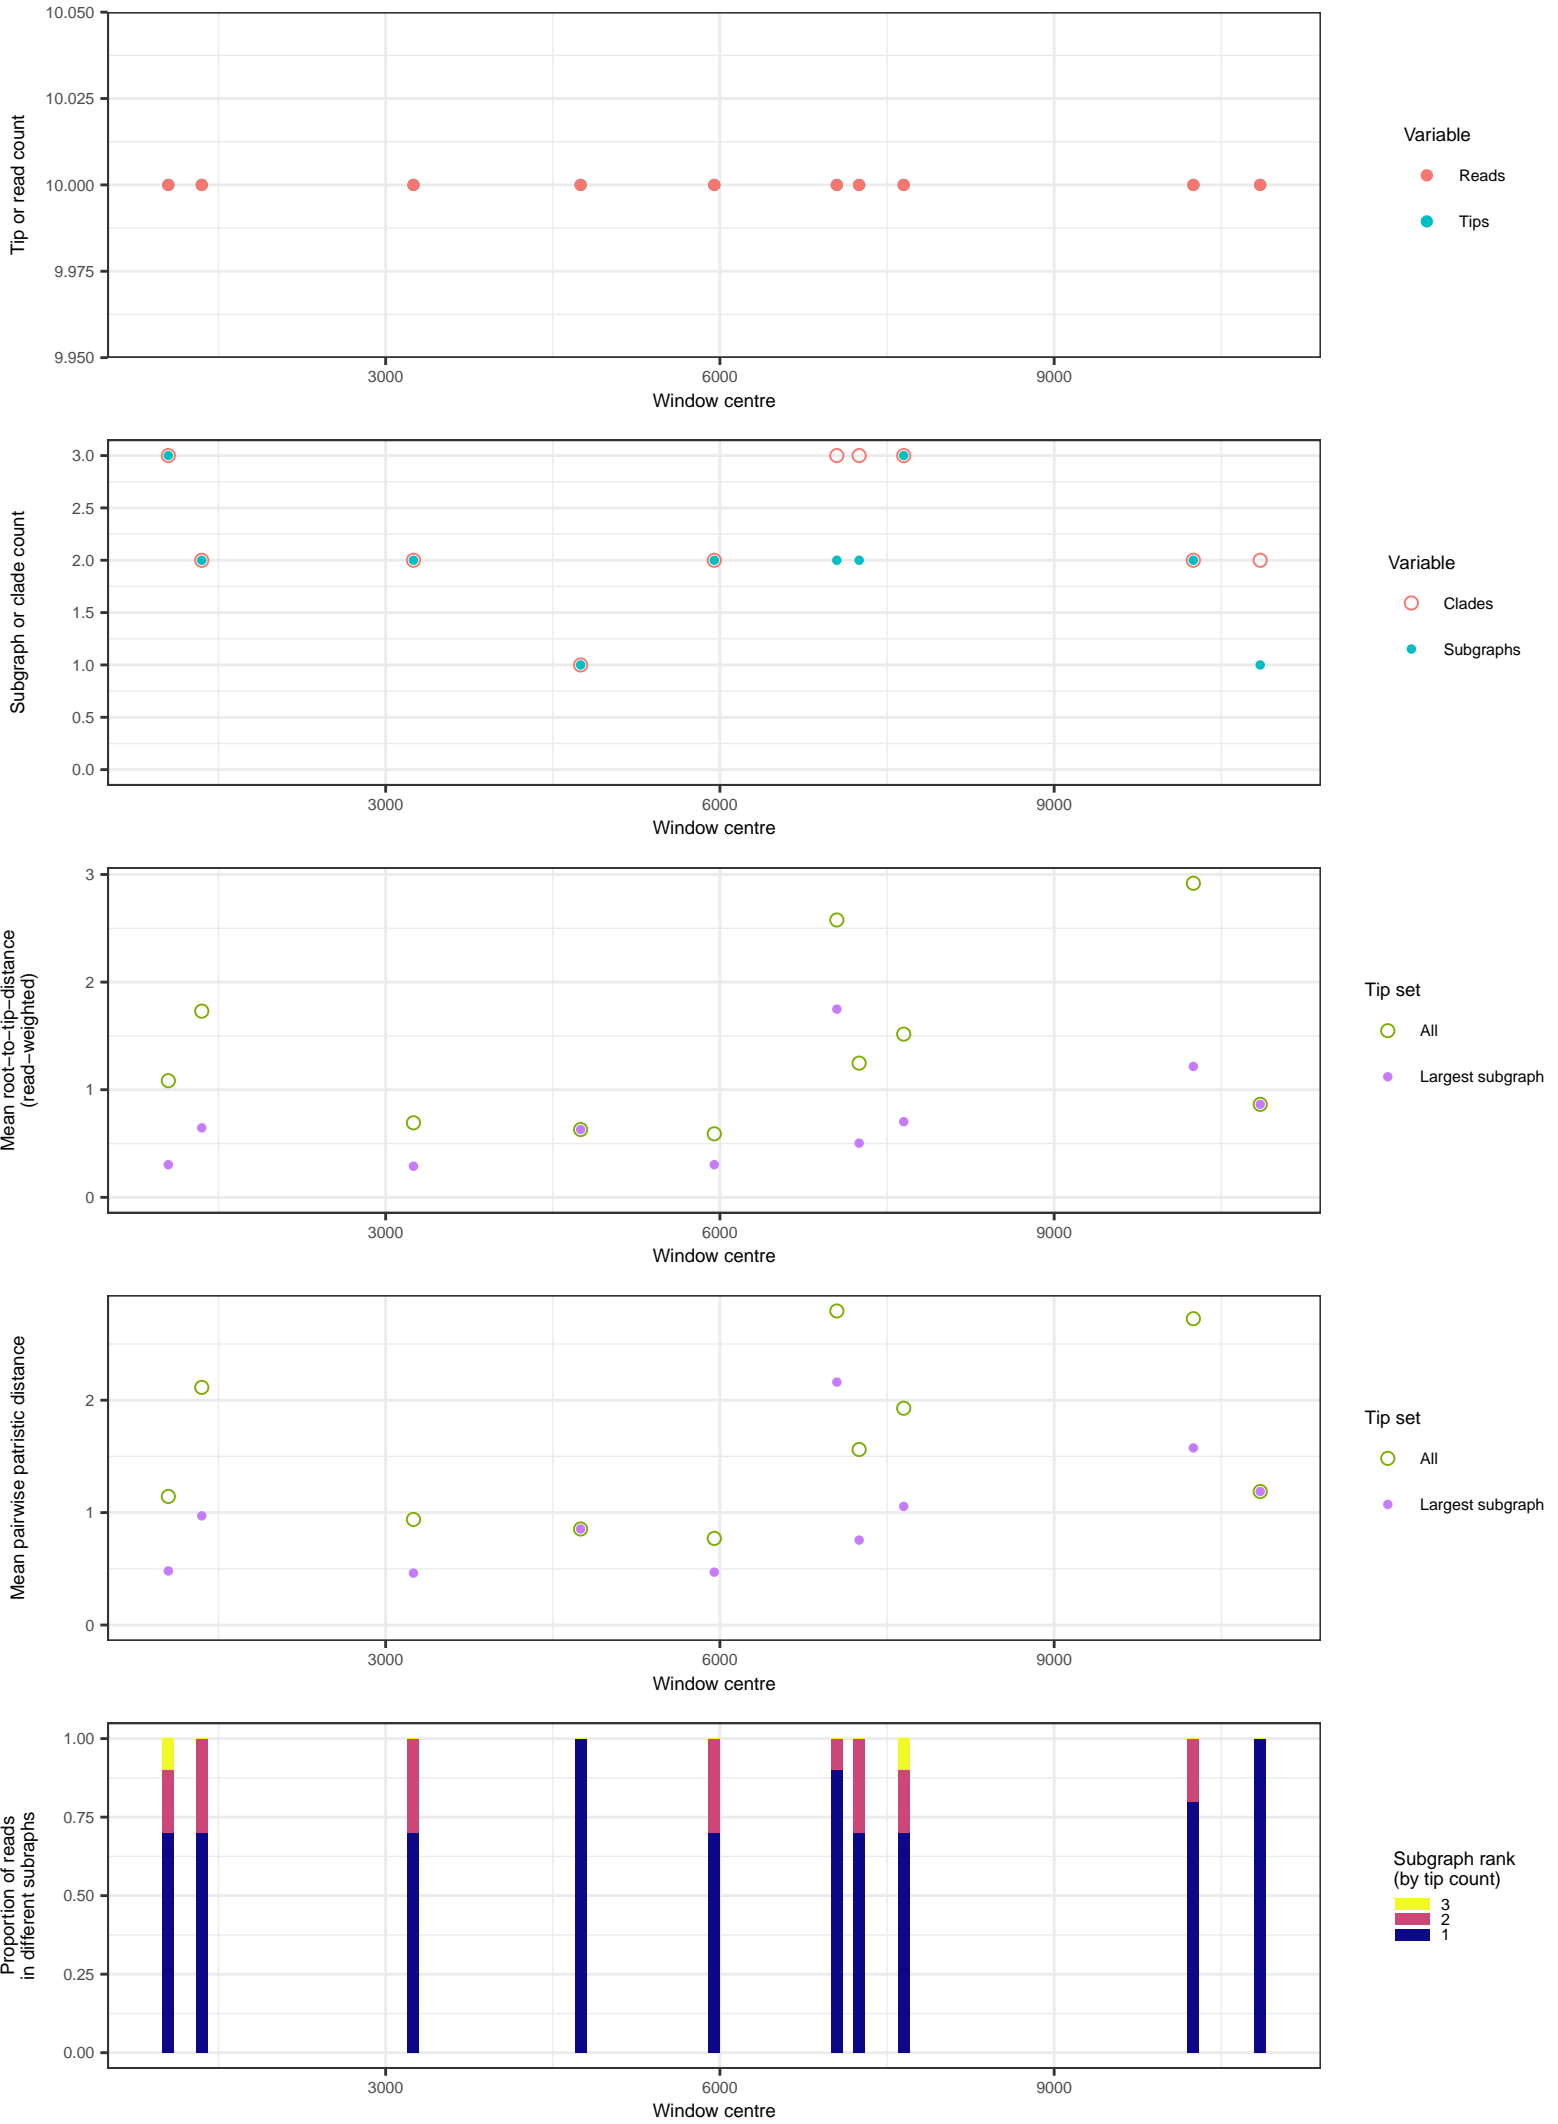 10.050
10.025
10.000
9.975
9.950
Tip or read count
3000 6000 9000
Window centre
Variable
Reads
Tips
3.0
2.5
2.0
1.5
1.0
0.5
0.0
Subgraph or clade count
3000 6000 9000
Window centre
Variable
Clades
Subgraphs
3
2
1
0
Mean root−to−tip−distance
(read−weighted)
3000 6000 9000
Window centre
Tip set
All
Largest subgraph
2
1
0
Mean pairwise patristic distance
3000 6000 9000
Window centre
Tip set
All
Largest subgraph
1.00
0.75
0.50
0.25
0.00
Proportion of reads
in different subraphs
3000 6000 9000
Window centre
Subgraph rank
(by tip count)
3
2
1